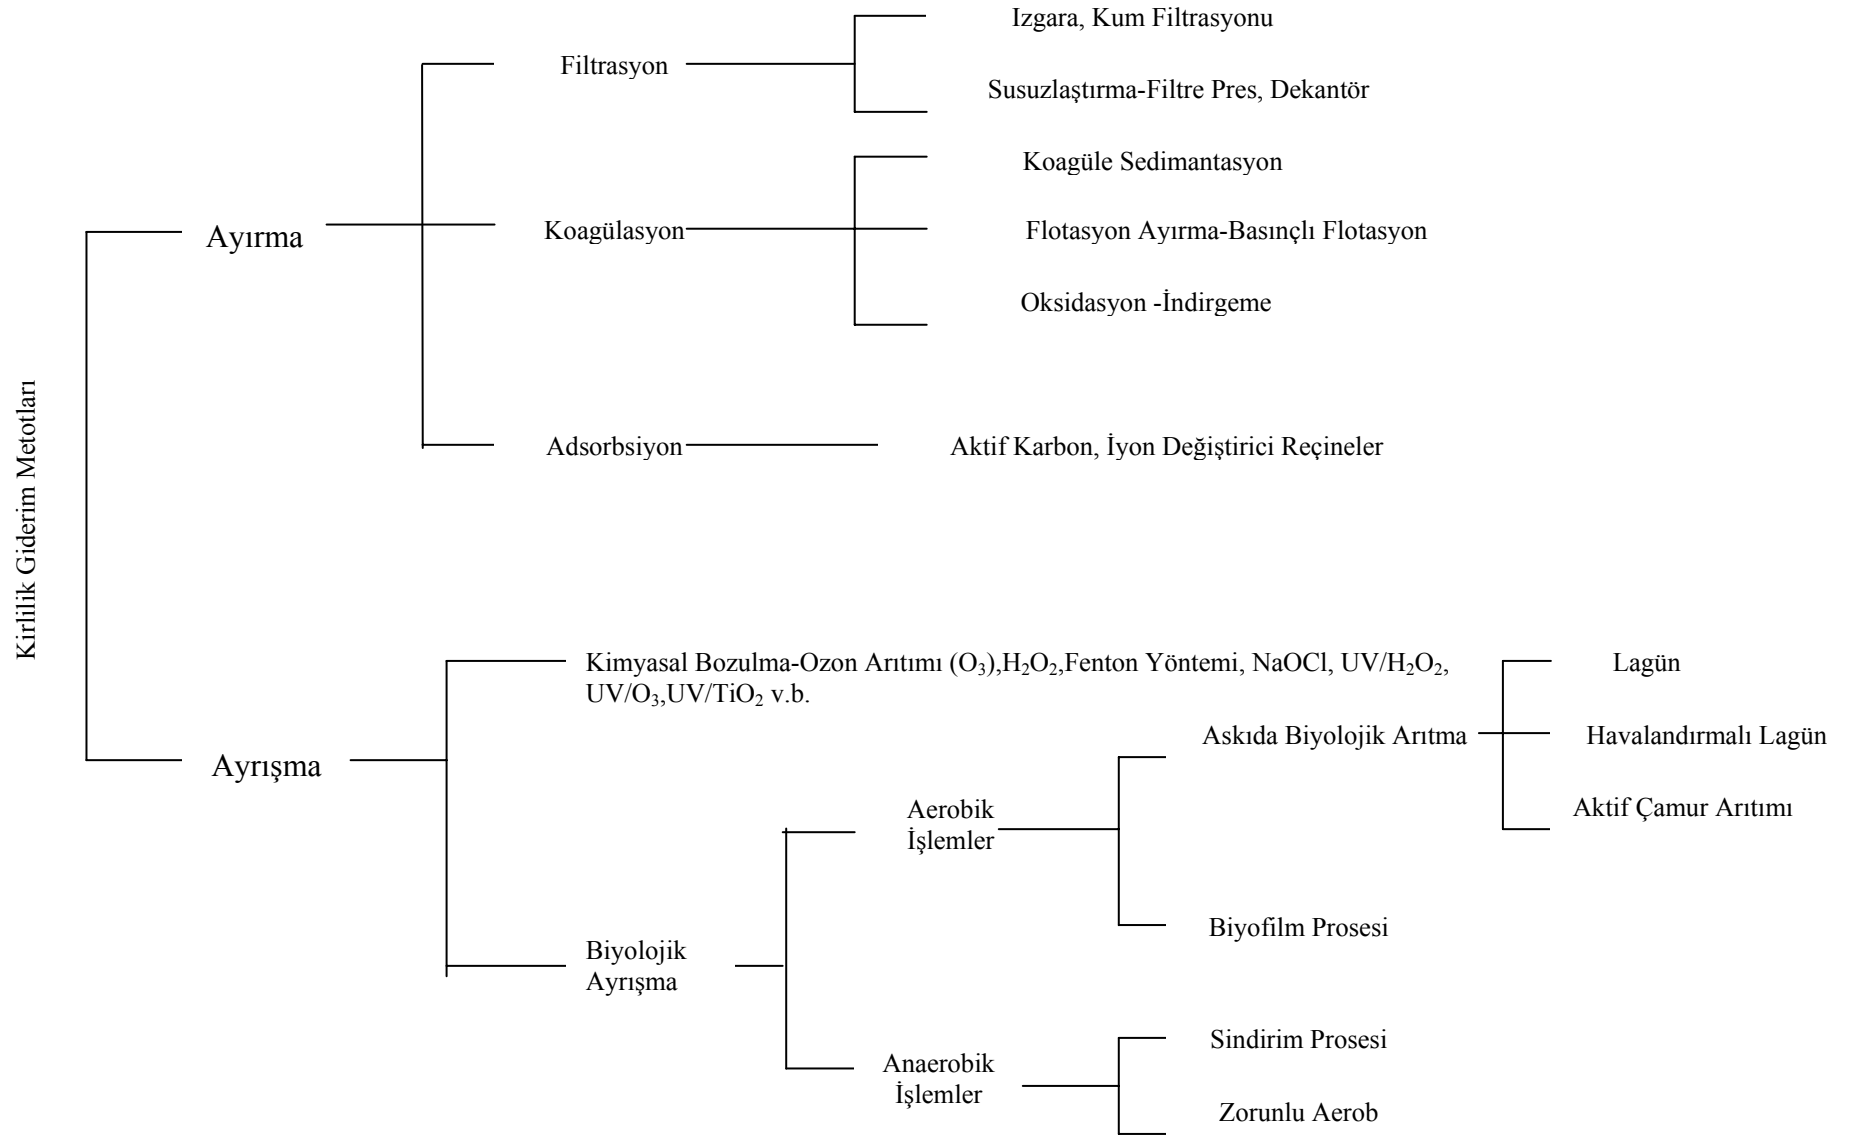 Izgara, Kum Filtrasyonu
Filtrasyon
Susuzlaştırma-Filtre Pres, Dekantör
Koagüle Sedimantasyon
Ayırma
Koagülasyon
Flotasyon Ayırma-Basınçlı Flotasyon
Oksidasyon -İndirgeme
Adsorbsiyon
Aktif Karbon, İyon Değiştirici Reçineler
Kirlilik Giderim Metotları
Kimyasal Bozulma-Ozon Arıtımı (O₃),H₂O₂,Fenton Yöntemi, NaOCl, UV/H₂O₂,
UV/O₃,UV/TiO₂ v.b.
Lagün
Askıda Biyolojik Arıtma
Havalandırmalı Lagün
Ayrışma
Aktif Çamur Arıtımı
Aerobik
İşlemler
Biyofilm Prosesi
Biyolojik
Ayrışma
Sindirim Prosesi
Anaerobik
İşlemler
Zorunlu Aerob